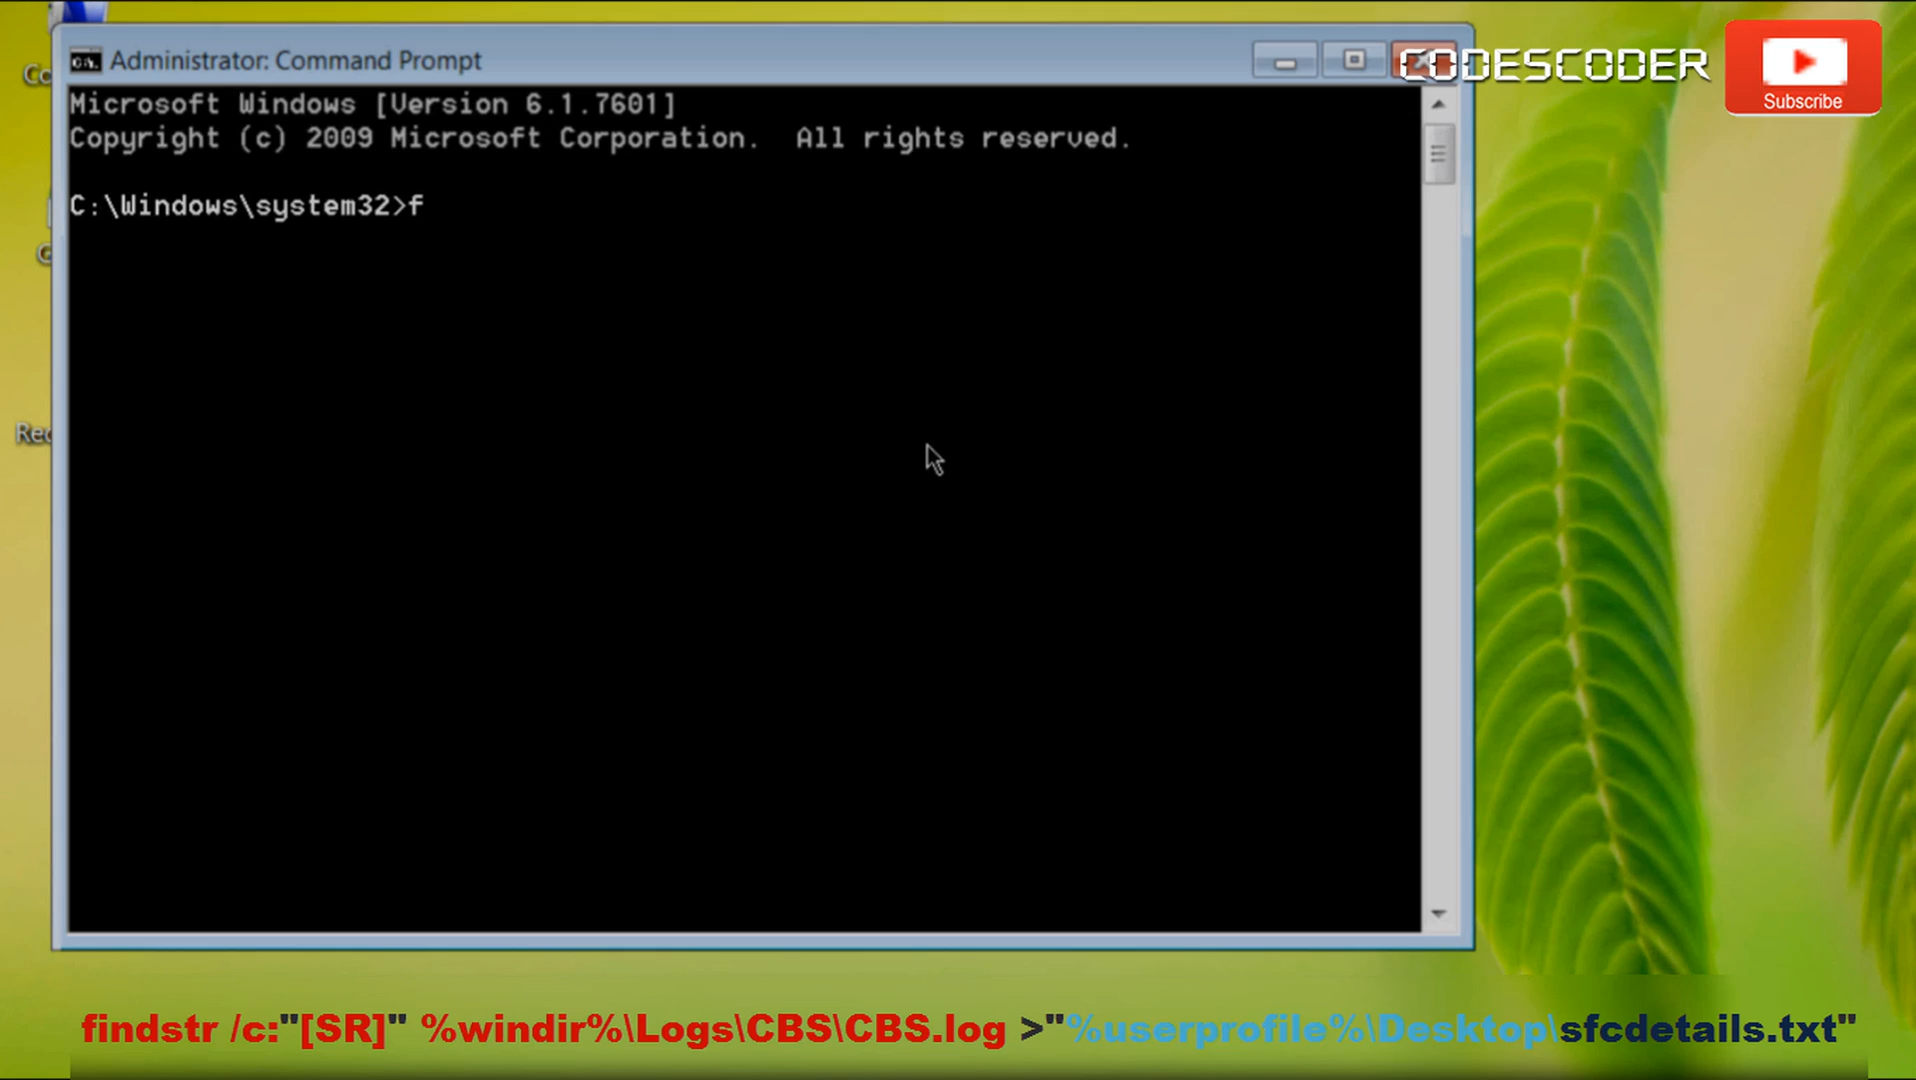 Administrator: Command Prompt
CODESCODER
Subscribe
Microsoft Windows [Version 6.1.7601]
Copyright (c) 2009 Microsoft Corporation.  All rights reserved.
C:\Windows\system32>f
findstr /c:"[SR]" %windir%\Logs\CBS\CBS.log >"%userprofile%\Desktop\sfcdetails.txt"